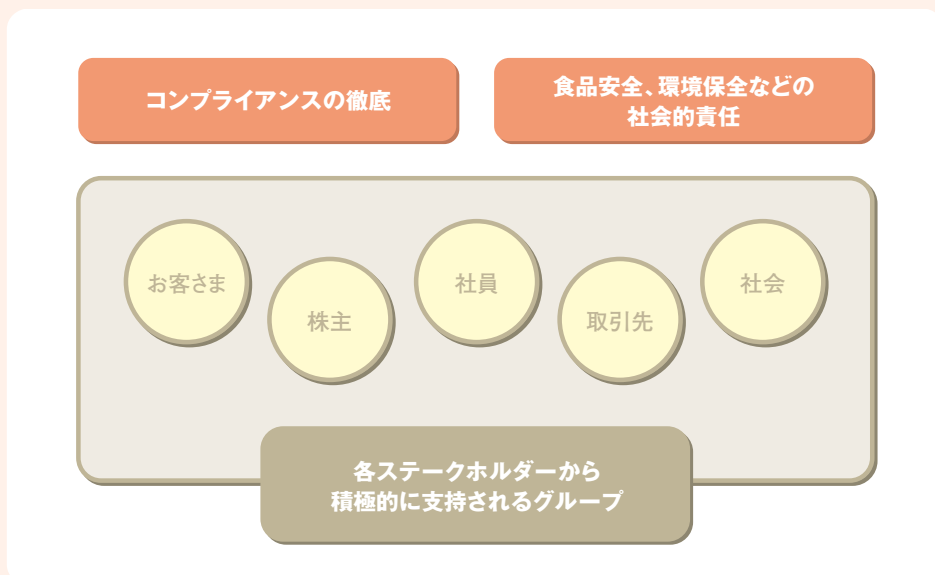 コンプライアンスの徹底
食品安全、環境保全などの
社会的責任
お客さま
株主
社員
取引先
社会
各ステークホルダーから
積極的に支持されるグループ